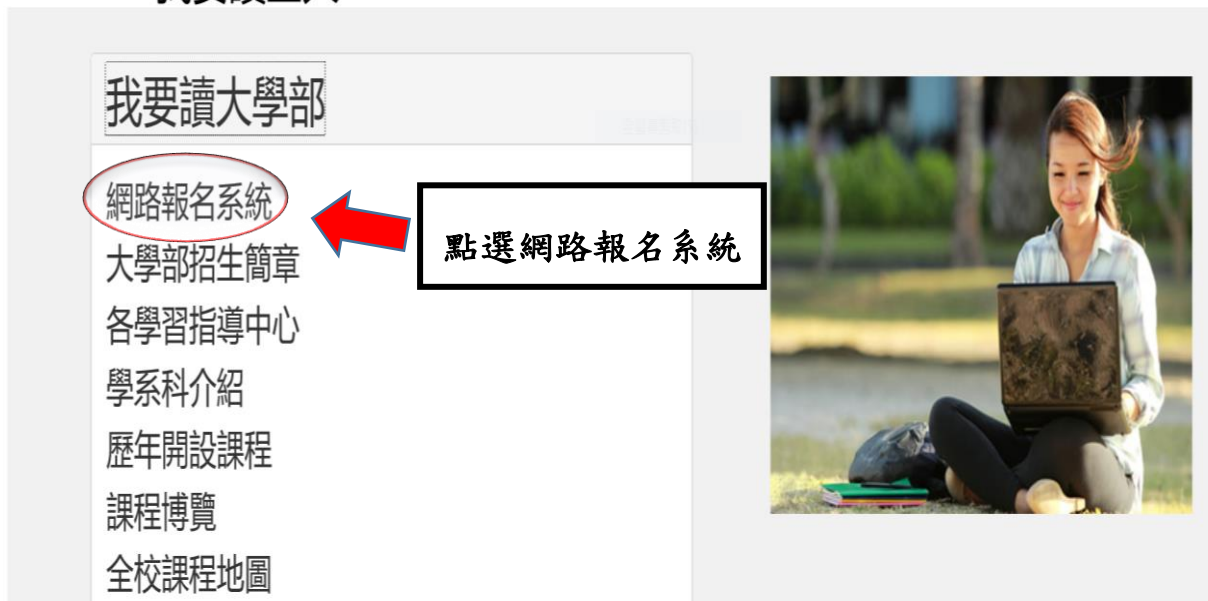 我要讀大學部
網路報名系統
點選網路報名系統
大學部招生簡章
各學習指導中心
學系科介紹
歷年開設課程
課程博覽
全校課程地圖